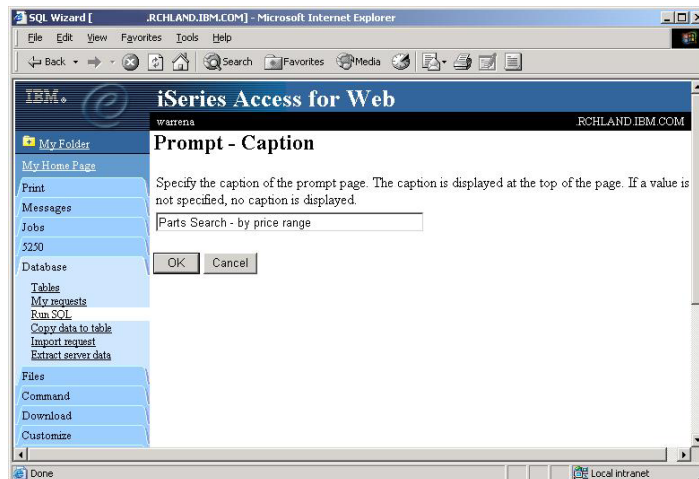 SQL Wizard [ .RCHLAND.IBM.COM] - Microsoft Internet Explorer
File Edit View Favorites Tools Help
Back Search Favorites Media
IBM
iSeries Access for Web
warrena .RCHLAND.IBM.COM
My Folder
My Home Page
Print
Messages
Jobs
5250
Database
Tables
My requests
Run SQL
Copy data to table
Import request
Extract server data
Files
Command
Download
Customize
Prompt - Caption
Specify the caption of the prompt page. The caption is displayed at the top of the page. If a value is
not specified, no caption is displayed.
Parts Search - by price range
OK Cancel
Done Local intranet